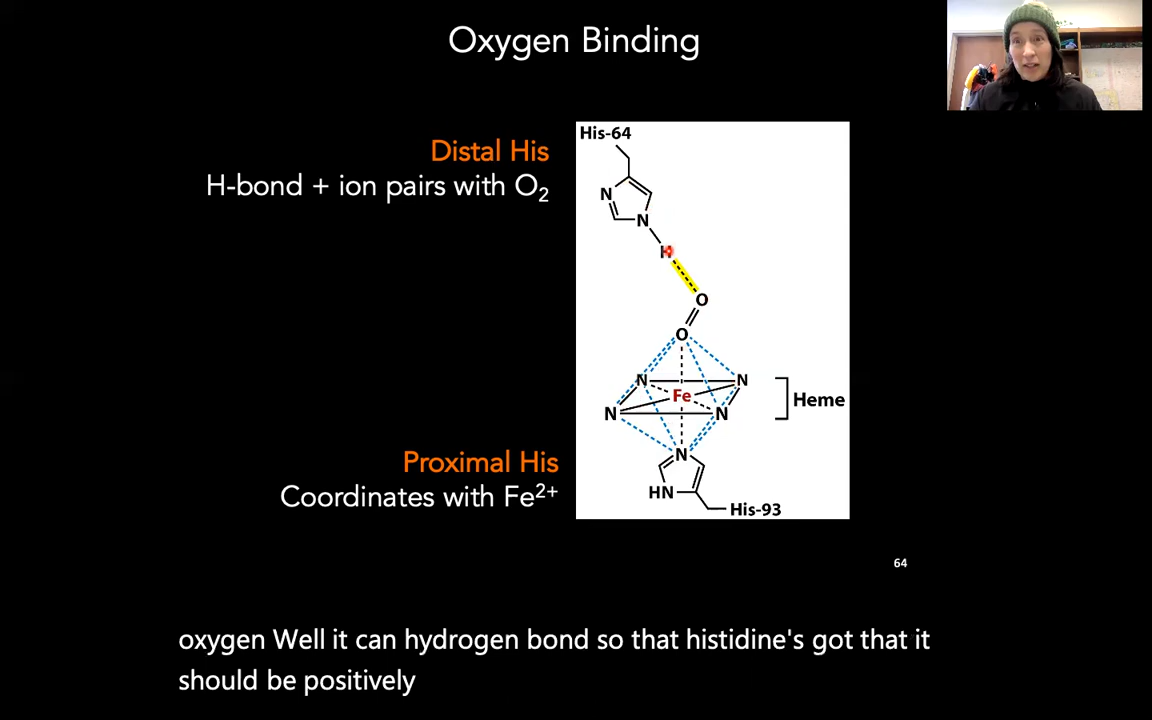 Oxygen Binding
Distal His
H-bond + ion pairs with O₂
His-64
N
N
H
O
O
N
N
Fe
N
N
Heme
Proximal His
Coordinates with Fe²⁺
N
HN
His-93
64
oxygen Well it can hydrogen bond so that histidine's got that it
should be positively